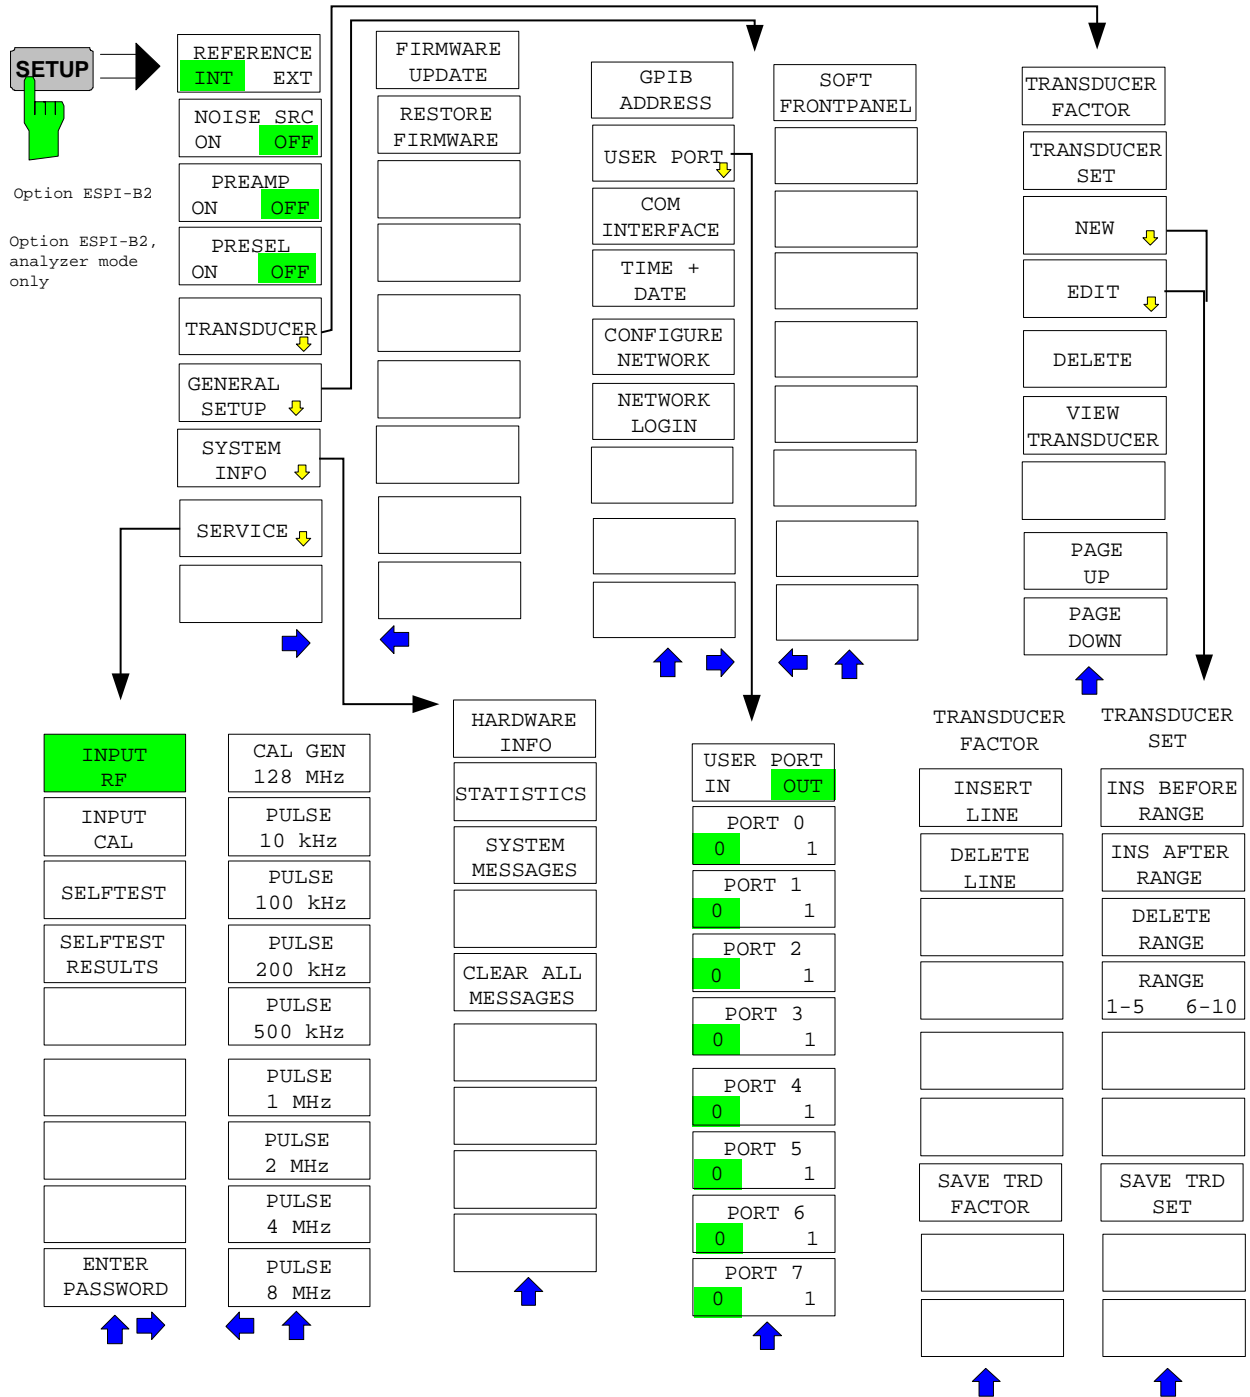 SETUP
Option ESPI-B2
Option ESPI-B2,
analyzer mode
only
REFERENCE
INT EXT
NOISE SRC
ON OFF
PREAMP
ON OFF
PRESEL
ON OFF
TRANSDUCER
GENERAL
SETUP
SYSTEM
INFO
SERVICE
FIRMWARE
UPDATE
RESTORE
FIRMWARE
GPIB
ADDRESS
USER PORT
COM
INTERFACE
TIME +
DATE
CONFIGURE
NETWORK
NETWORK
LOGIN
SOFT
FRONTPANEL
TRANSDUCER
FACTOR
TRANSDUCER
SET
NEW
EDIT
DELETE
VIEW
TRANSDUCER
PAGE
UP
PAGE
DOWN
INPUT
RF
INPUT
CAL
SELFTEST
SELFTEST
RESULTS
ENTER
PASSWORD
CAL GEN
128 MHz
PULSE
10 kHz
PULSE
100 kHz
PULSE
200 kHz
PULSE
500 kHz
PULSE
1 MHz
PULSE
2 MHz
PULSE
4 MHz
PULSE
8 MHz
HARDWARE
INFO
STATISTICS
SYSTEM
MESSAGES
CLEAR ALL
MESSAGES
USER PORT
IN OUT
PORT 0
0 1
PORT 1
0 1
PORT 2
0 1
PORT 3
0 1
PORT 4
0 1
PORT 5
0 1
PORT 6
0 1
PORT 7
0 1
TRANSDUCER
FACTOR
INSERT
LINE
DELETE
LINE
SAVE TRD
FACTOR
TRANSDUCER
SET
INS BEFORE
RANGE
INS AFTER
RANGE
DELETE
RANGE
RANGE
1-5 6-10
SAVE TRD
SET